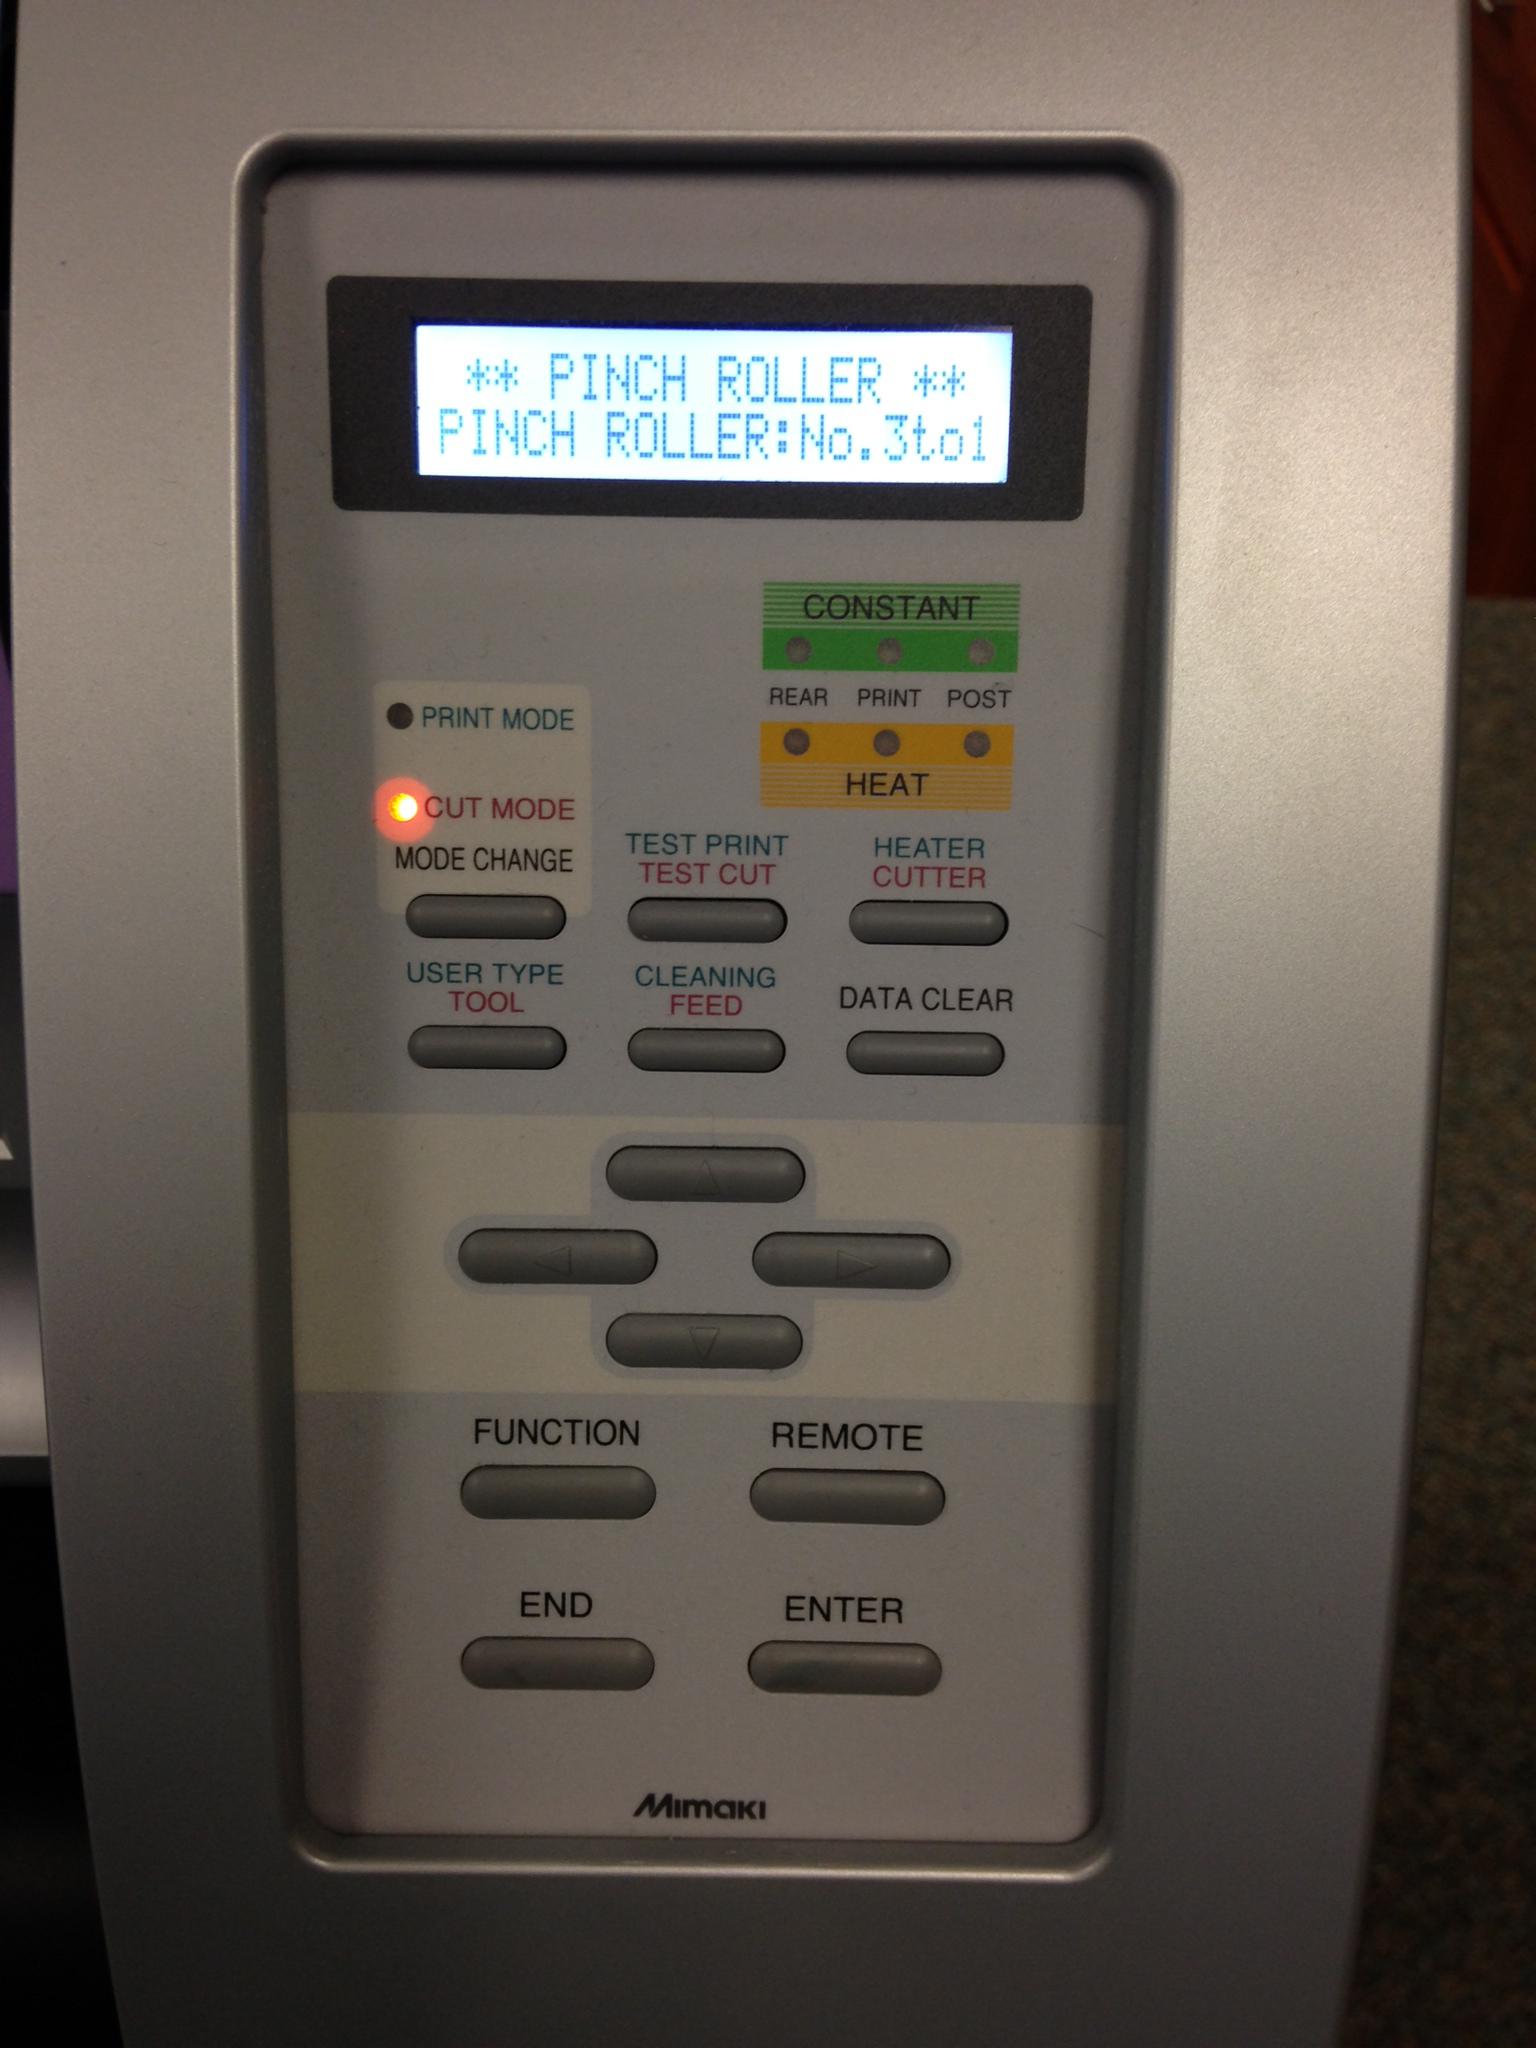 ** PINCH ROLLER **
PINCH ROLLER:No.3to1
CONSTANT
REAR PRINT POST
HEAT
PRINT MODE
CUT MODE
MODE CHANGE
TEST PRINT
TEST CUT
HEATER
CUTTER
USER TYPE
TOOL
CLEANING
FEED
DATA CLEAR
FUNCTION
REMOTE
END
ENTER
Mimaki